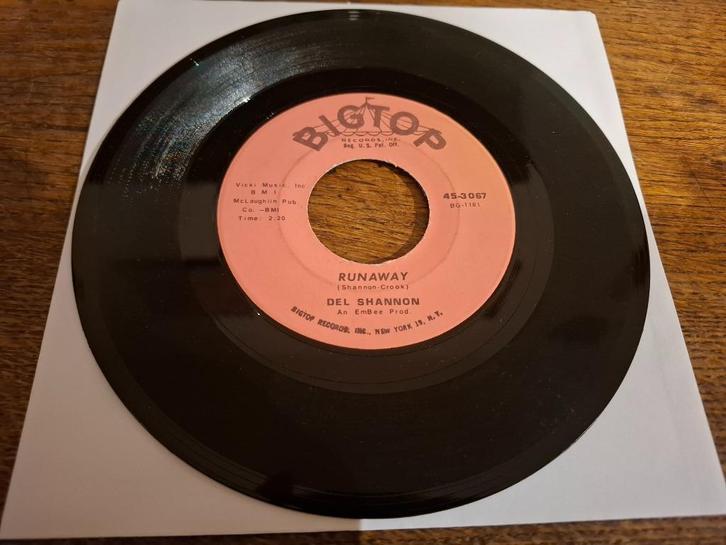 BIGTOP
RECORDS, INC.
Reg. U.S. Pat. Off.
Vicki Music, Inc
B M I
McLaughlin Pub.
Co. -BMI
Time: 2:20
45-3067
BG-1161
RUNAWAY
(Shannon-Crook)
DEL SHANNON
An EmBee Prod.
BIGTOP RECORDS, INC., NEW YORK 19, N. Y.